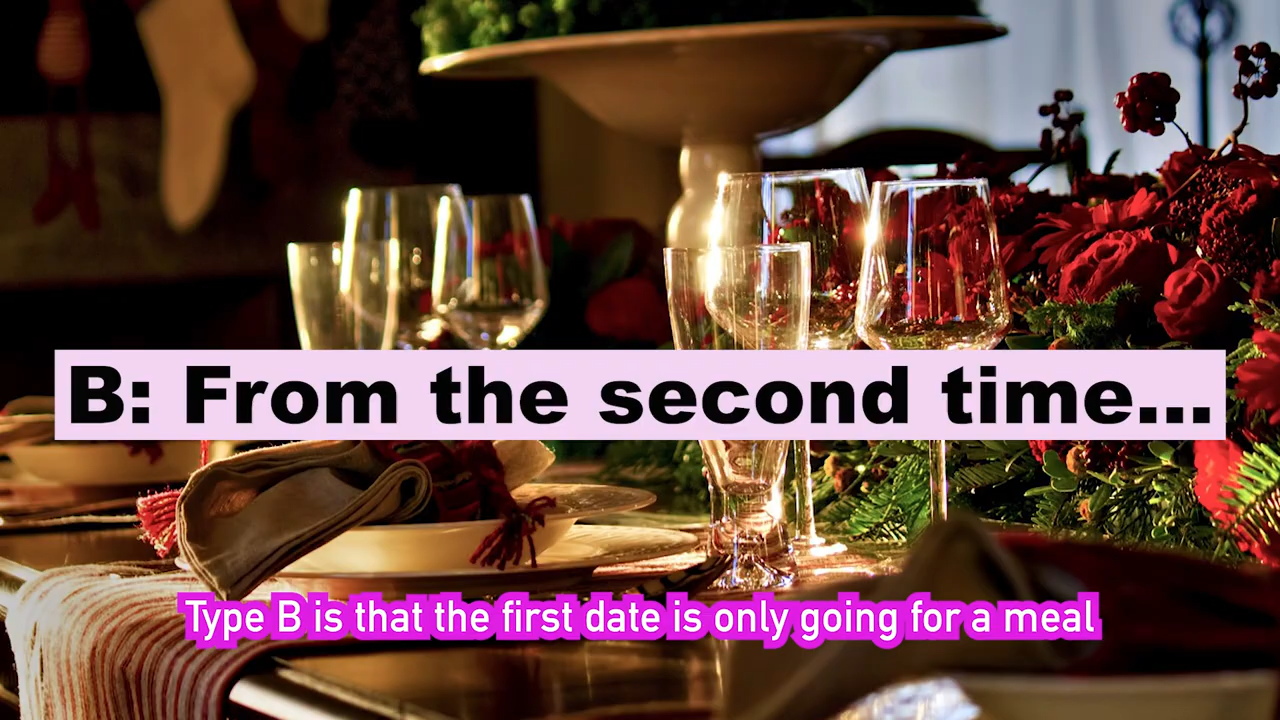 B: From the second time...
Type B is that the first date is only going for a meal